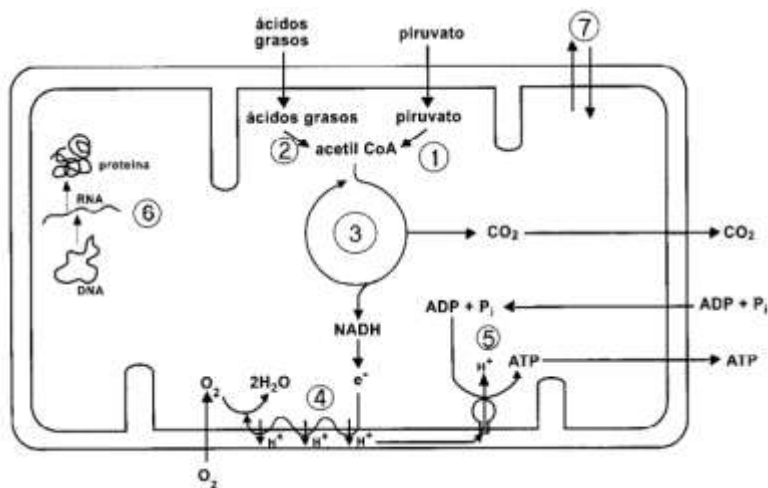 ácidos
grasos
piruvato
7
ácidos grasos
piruvato
2
acetil CoA
1
proteína
RNA
6
DNA
3
CO₂
CO₂
ADP + Pᵢ
ADP + Pᵢ
NADH
5
H⁺
ATP
ATP
O₂
2H₂O
4
e⁻
H⁺
H⁺
H⁺
O₂